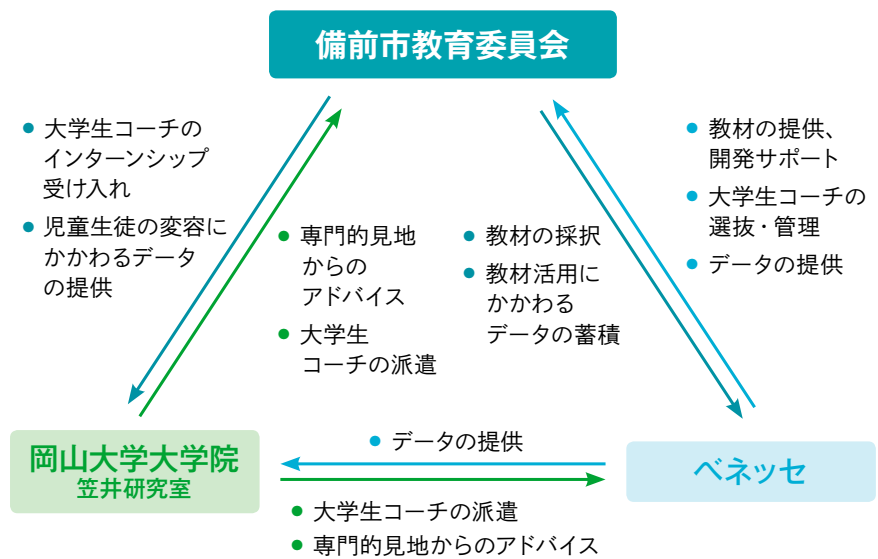 備前市教育委員会
● 大学生コーチの
インターンシップ
受け入れ
● 児童生徒の変容に
かかわるデータ
の提供
● 専門的見地
からの
アドバイス
● 大学生
コーチの派遣
● 教材の採択
● 教材活用に
かかわる
データの蓄積
● 教材の提供、
開発サポート
● 大学生コーチの
選抜・管理
● データの提供
岡山大学大学院
笠井研究室
● データの提供
ベネッセ
● 大学生コーチの派遣
● 専門的見地からのアドバイス